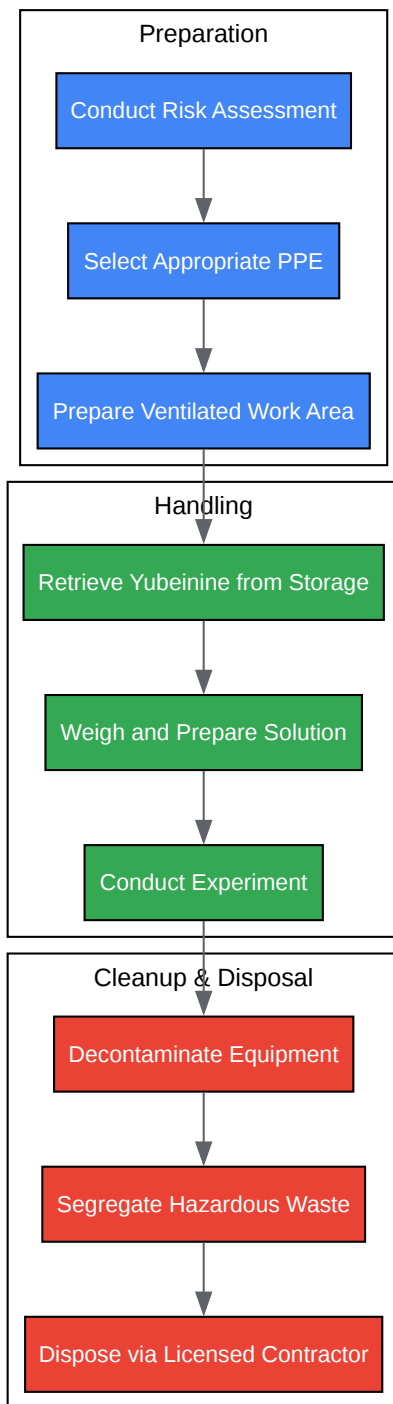 Preparation
Conduct Risk Assessment
Select Appropriate PPE
Prepare Ventilated Work Area
Handling
Retrieve Yubeinine from Storage
Weigh and Prepare Solution
Conduct Experiment
Cleanup & Disposal
Decontaminate Equipment
Segregate Hazardous Waste
Dispose via Licensed Contractor